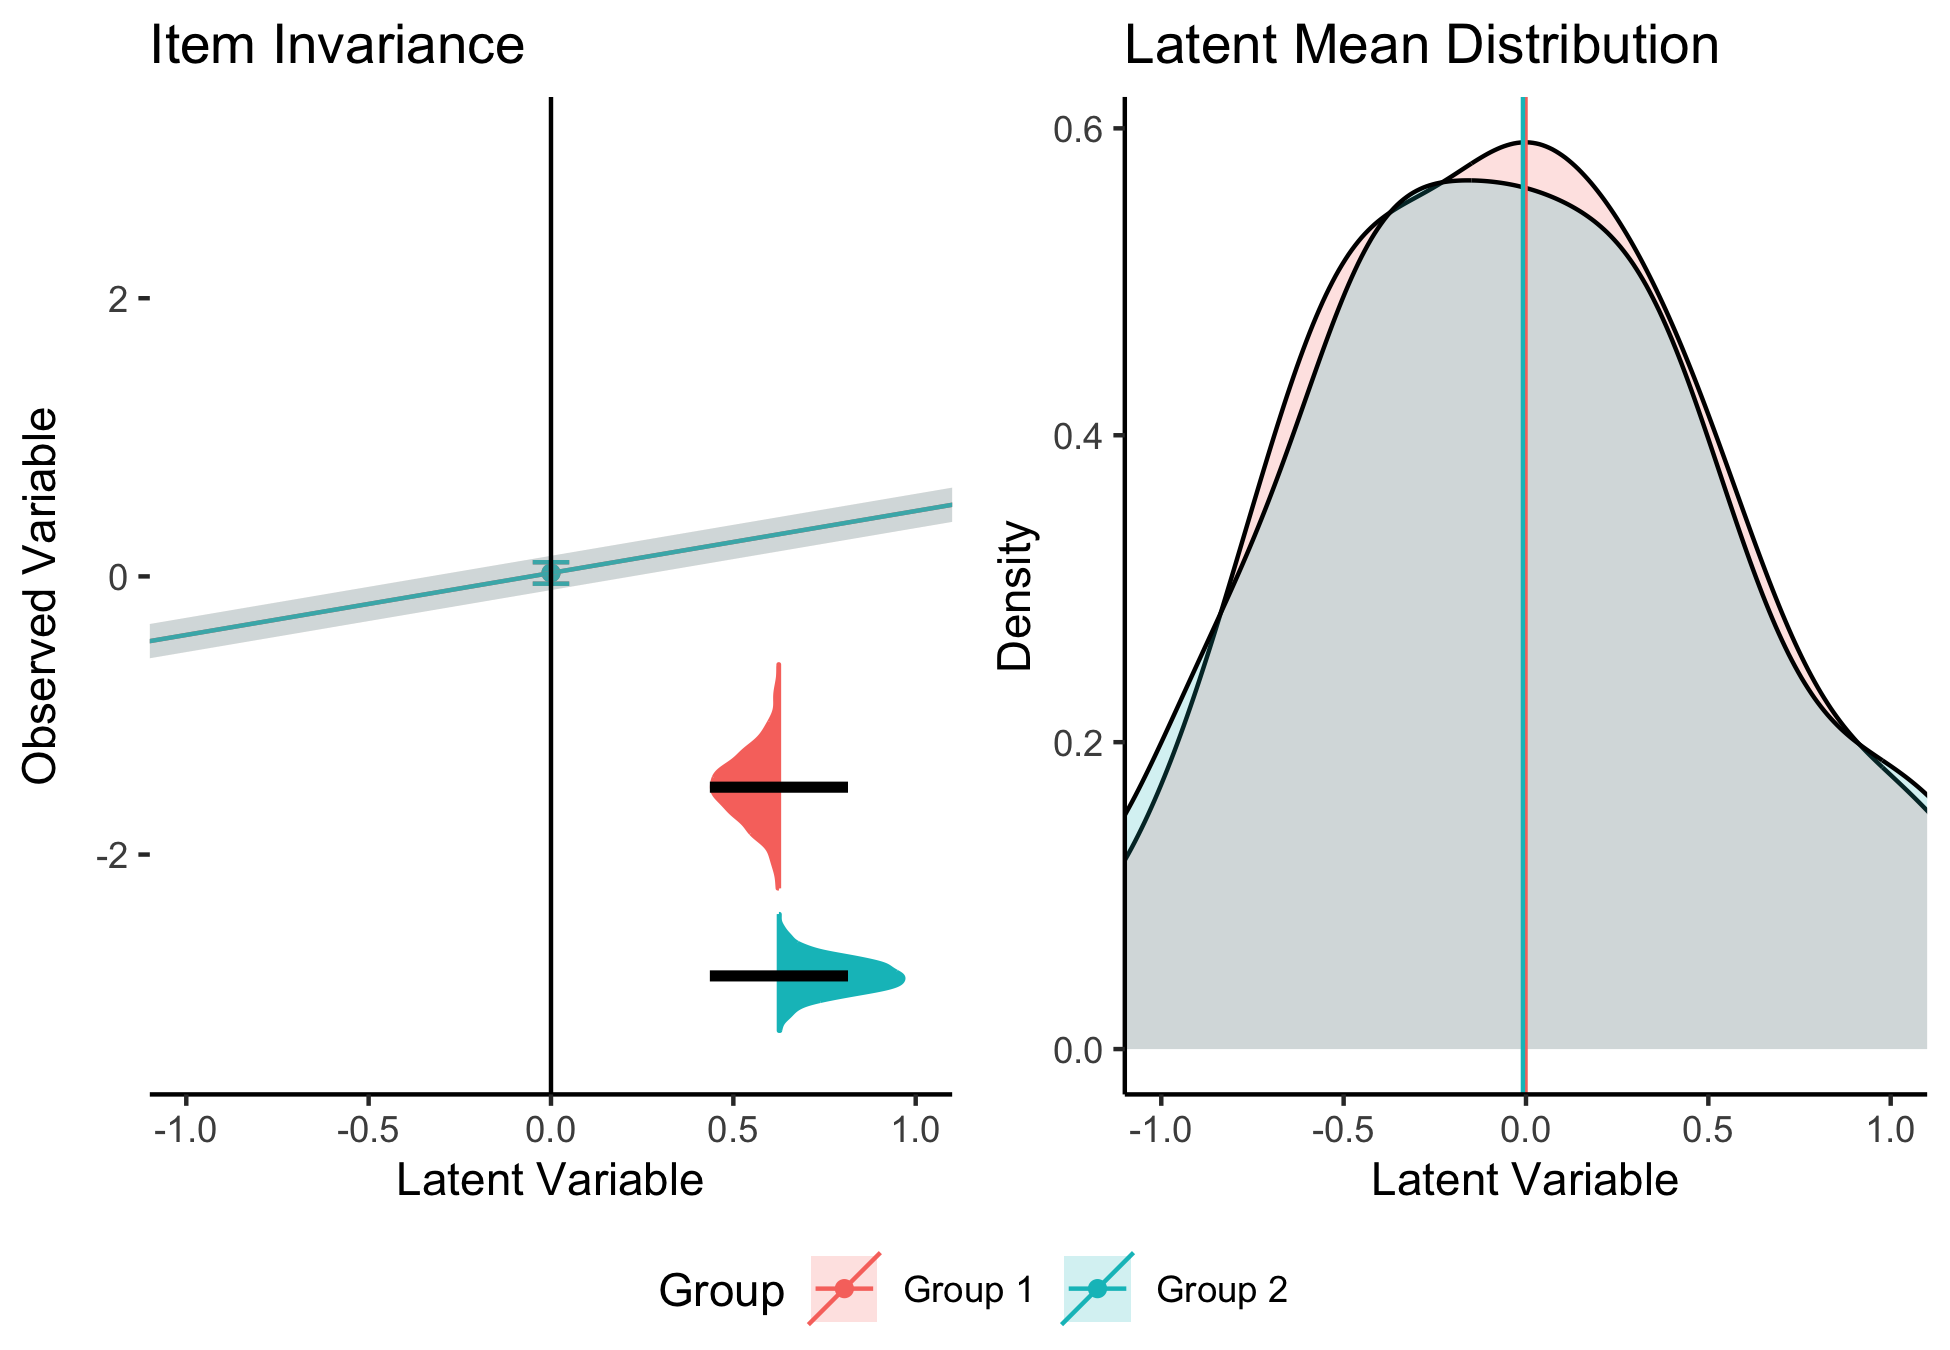 Item Invariance
Observed Variable
2
0
-2
-1.0 -0.5 0.0 0.5 1.0
Latent Variable
Latent Mean Distribution
Density
0.6
0.4
0.2
0.0
-1.0 -0.5 0.0 0.5 1.0
Latent Variable
Group Group 1 Group 2